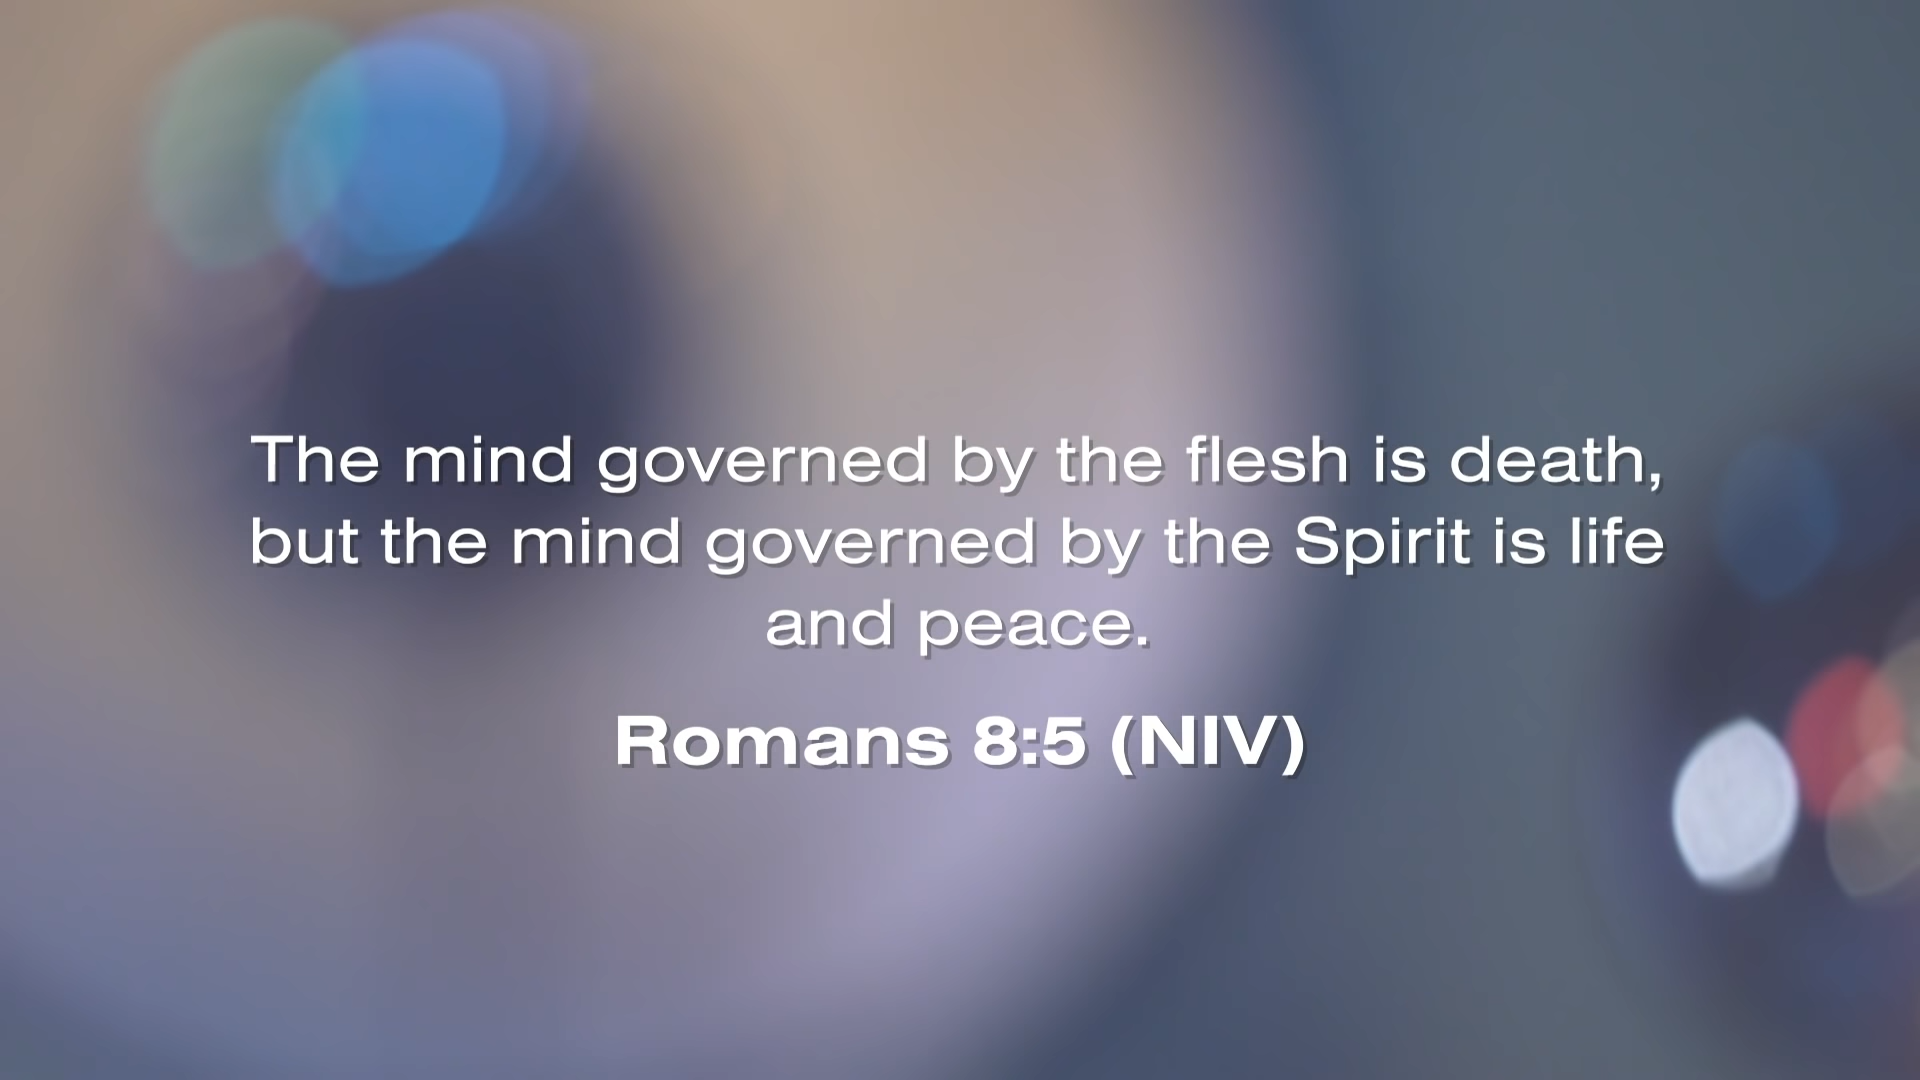 The mind governed by the flesh is death,
but the mind governed by the Spirit is life
and peace.
Romans 8:5 (NIV)